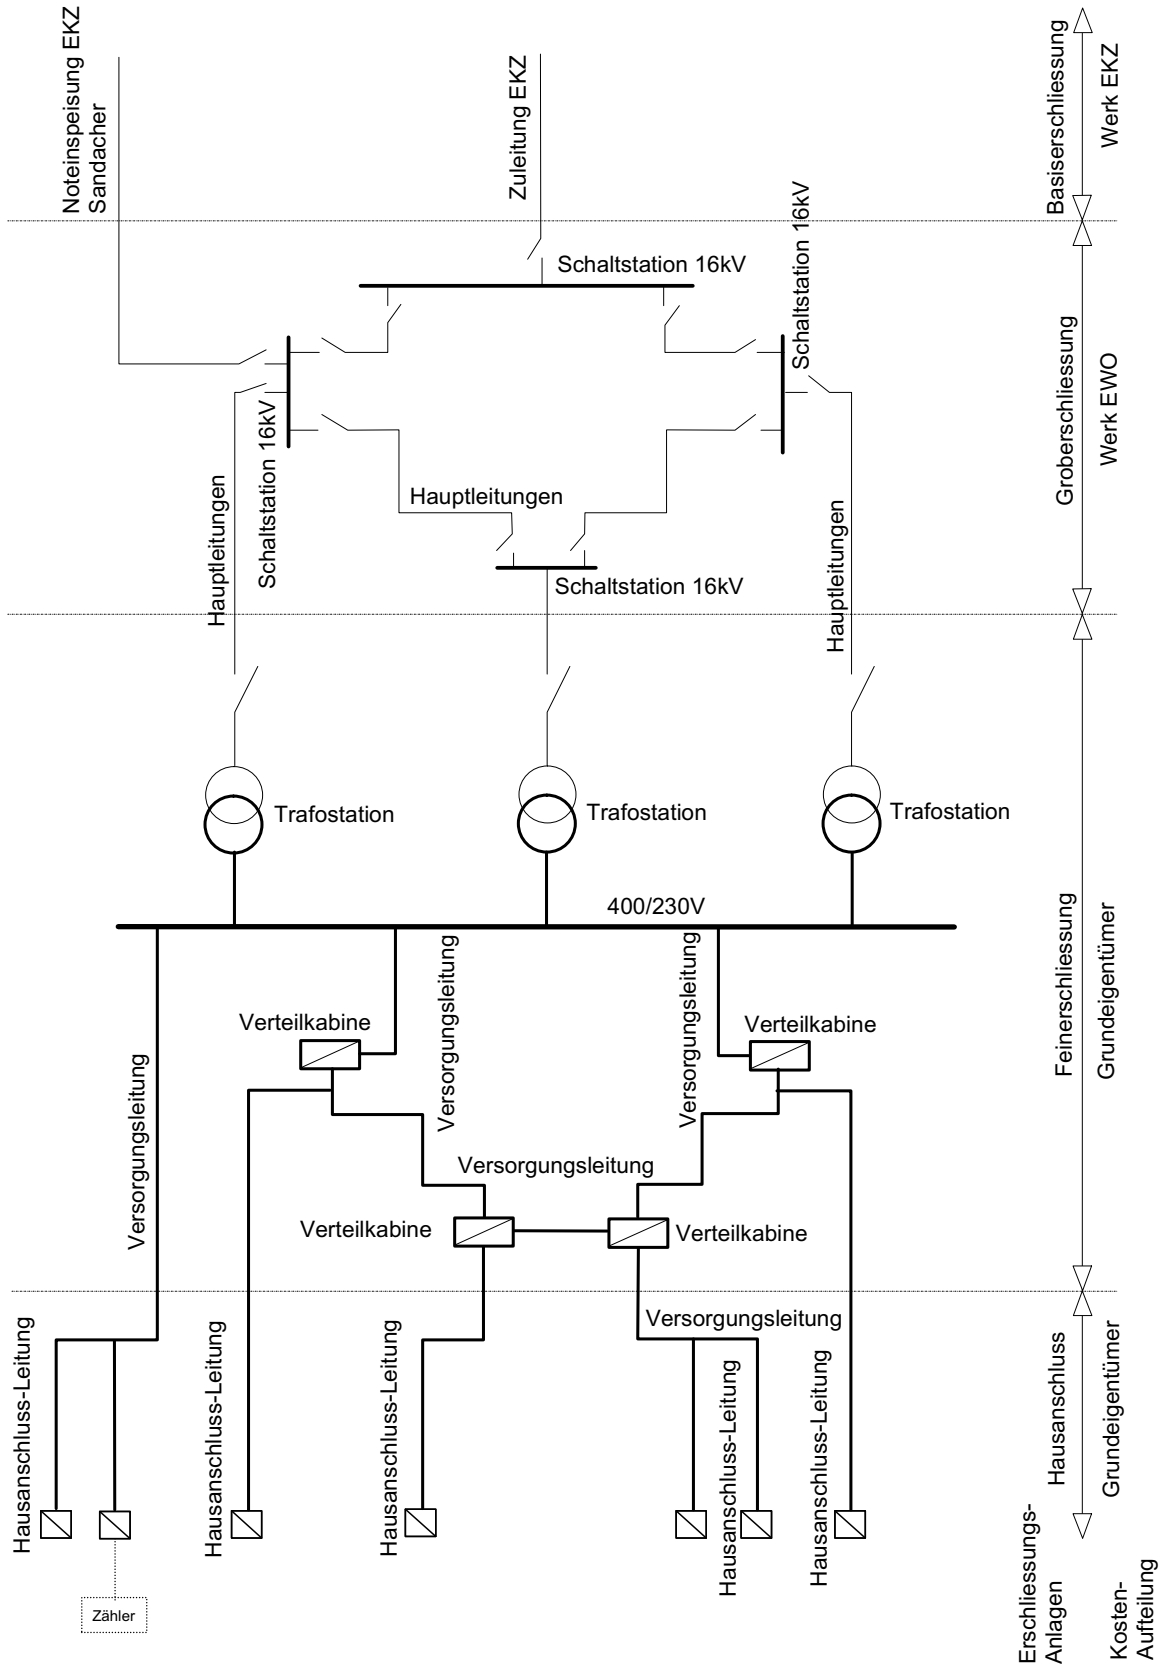 Noteinspeisung EKZ
Sandacher
Zuleitung EKZ
Basiserschliessung
Werk EKZ
Schaltstation 16kV
Schaltstation 16kV
Schaltstation 16kV
Hauptleitungen
Hauptleitungen
Schaltstation 16kV
Hauptleitungen
Groberschliessung
Werk EWO
Trafostation
Trafostation
Trafostation
400/230V
Versorgungsleitung
Verteilkabine
Versorgungsleitung
Versorgungsleitung
Verteilkabine
Versorgungsleitung
Verteilkabine
Verteilkabine
Feinerschliessung
Grundeigentümer
Versorgungsleitung
Hausanschluss-Leitung
Hausanschluss-Leitung
Hausanschluss-Leitung
Hausanschluss-Leitung
Hausanschluss-Leitung
Hausanschluss
Grundeigentümer
Zähler
Erschliessungs-
Anlagen
Kosten-
Aufteilung